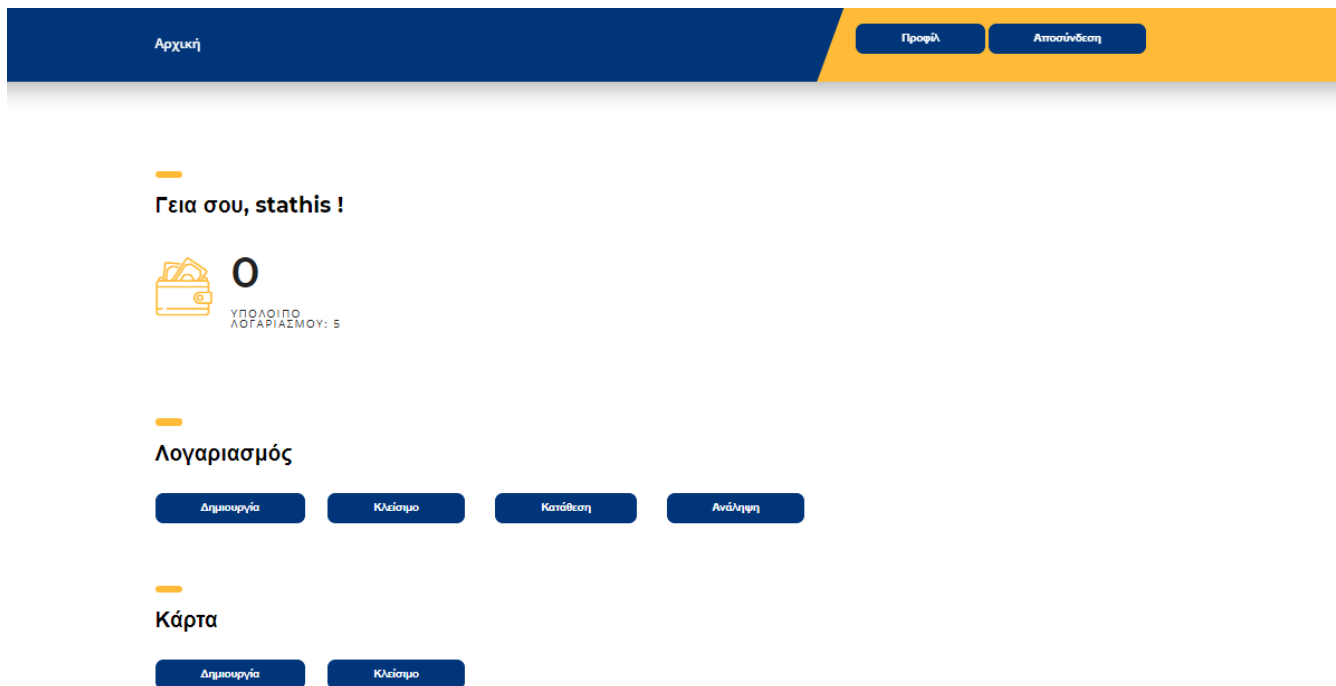 Αρχική
Προφίλ
Αποσύνδεση
Γεια σου, stathis !
0
ΥΠΟΛΟΙΠΟ
ΛΟΓΑΡΙΑΣΜΟΥ: 5
Λογαριασμός
Δημιουργία
Κλείσιμο
Κατάθεση
Ανάληψη
Κάρτα
Δημιουργία
Κλείσιμο